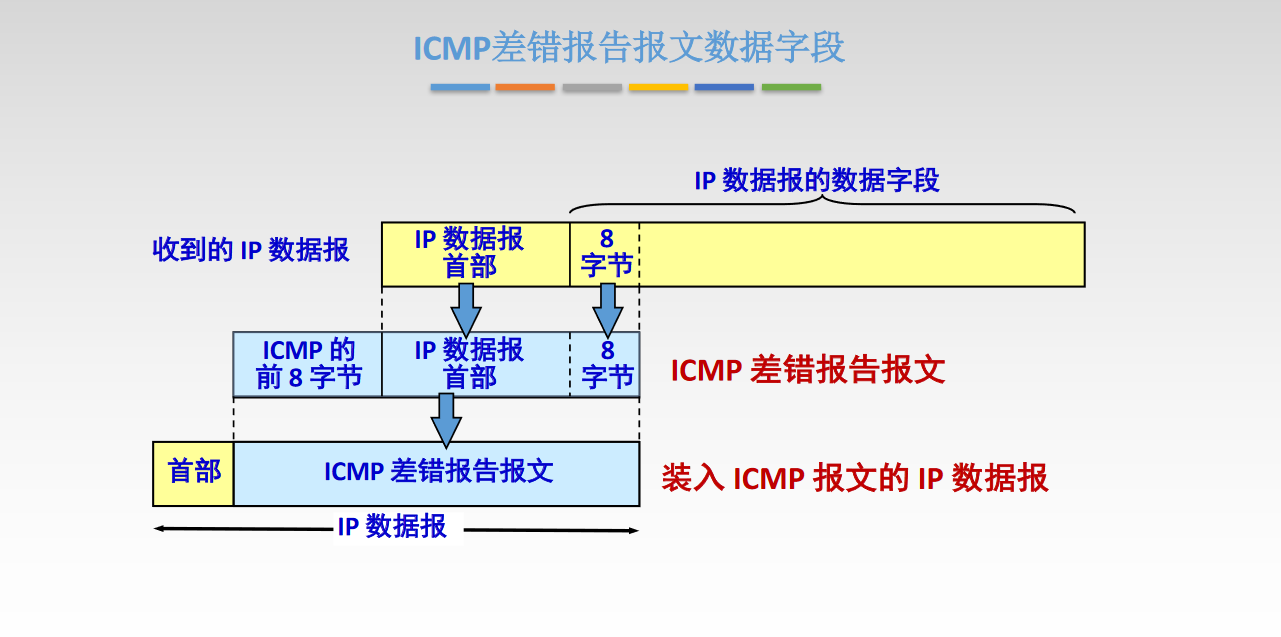 ICMP差错报告报文数据字段
IP 数据报的数据字段
收到的 IP 数据报
IP 数据报
首部
8
字节
ICMP 的
前 8 字节
IP 数据报
首部
8
字节
ICMP 差错报告报文
首部
ICMP 差错报告报文
装入 ICMP 报文的 IP 数据报
IP 数据报